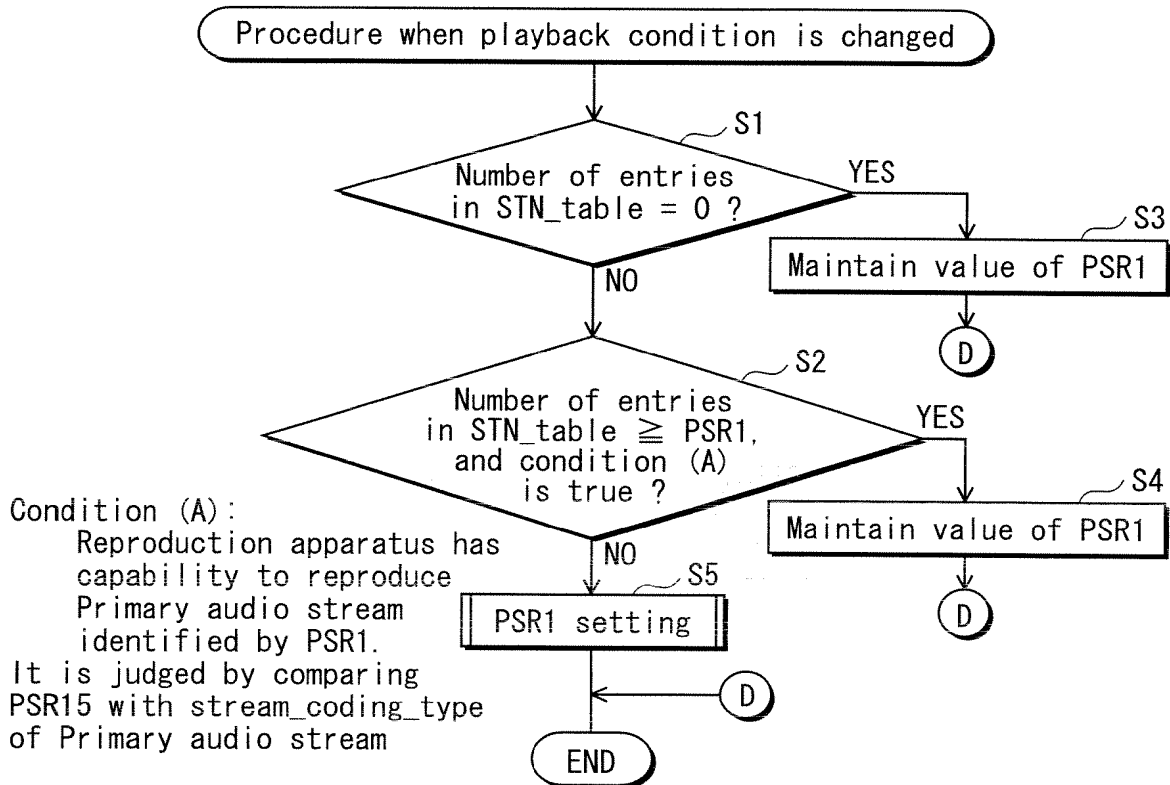 Procedure when playback condition is changed
S1
Number of entries
in STN_table = 0 ?
YES
S3
Maintain value of PSR1
D
NO
S2
Number of entries
in STN_table ≧ PSR1,
and condition (A)
is true ?
YES
S4
Maintain value of PSR1
D
NO
S5
PSR1 setting
D
END
Condition (A):
Reproduction apparatus has
capability to reproduce
Primary audio stream
identified by PSR1.
It is judged by comparing
PSR15 with stream_coding_type
of Primary audio stream